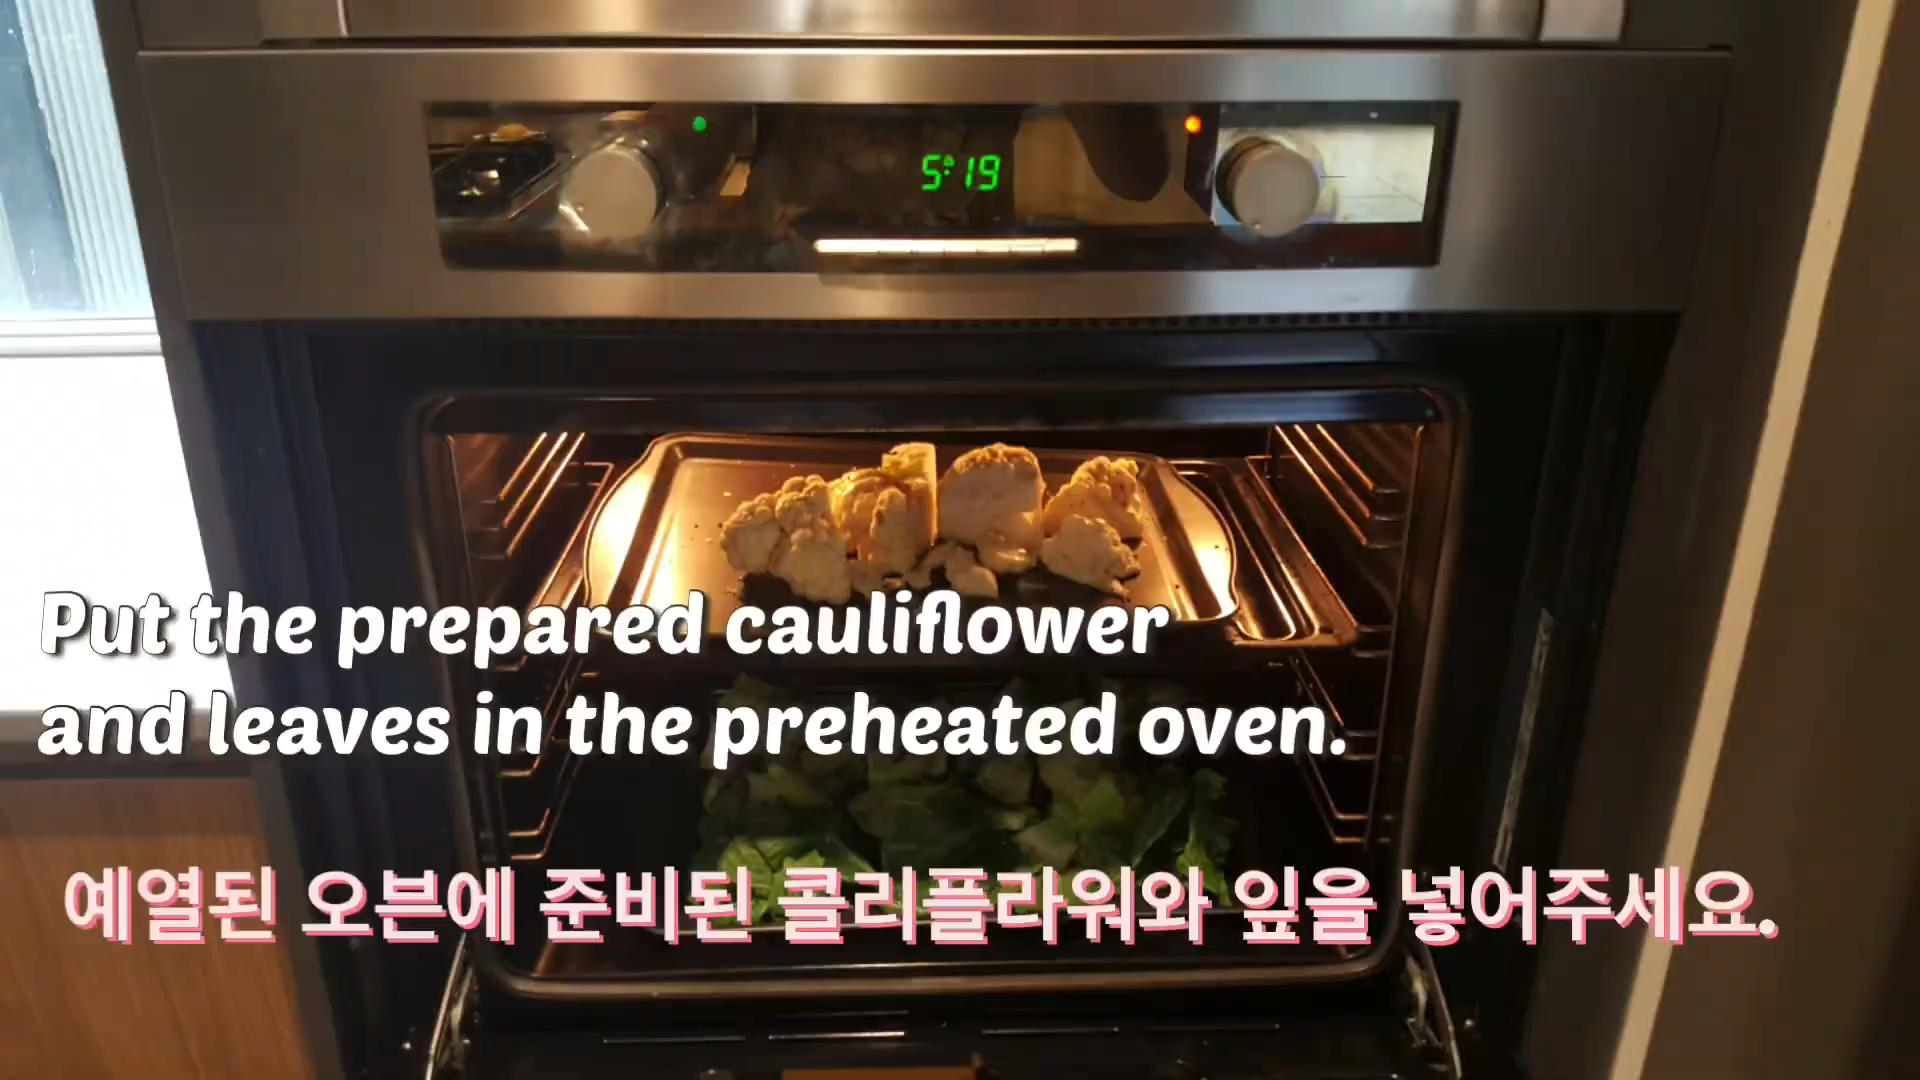 5:19
Put the prepared cauliflower
and leaves in the preheated oven.
예열된 오븐에 준비된 콜리플라워와 잎을 넣어주세요.